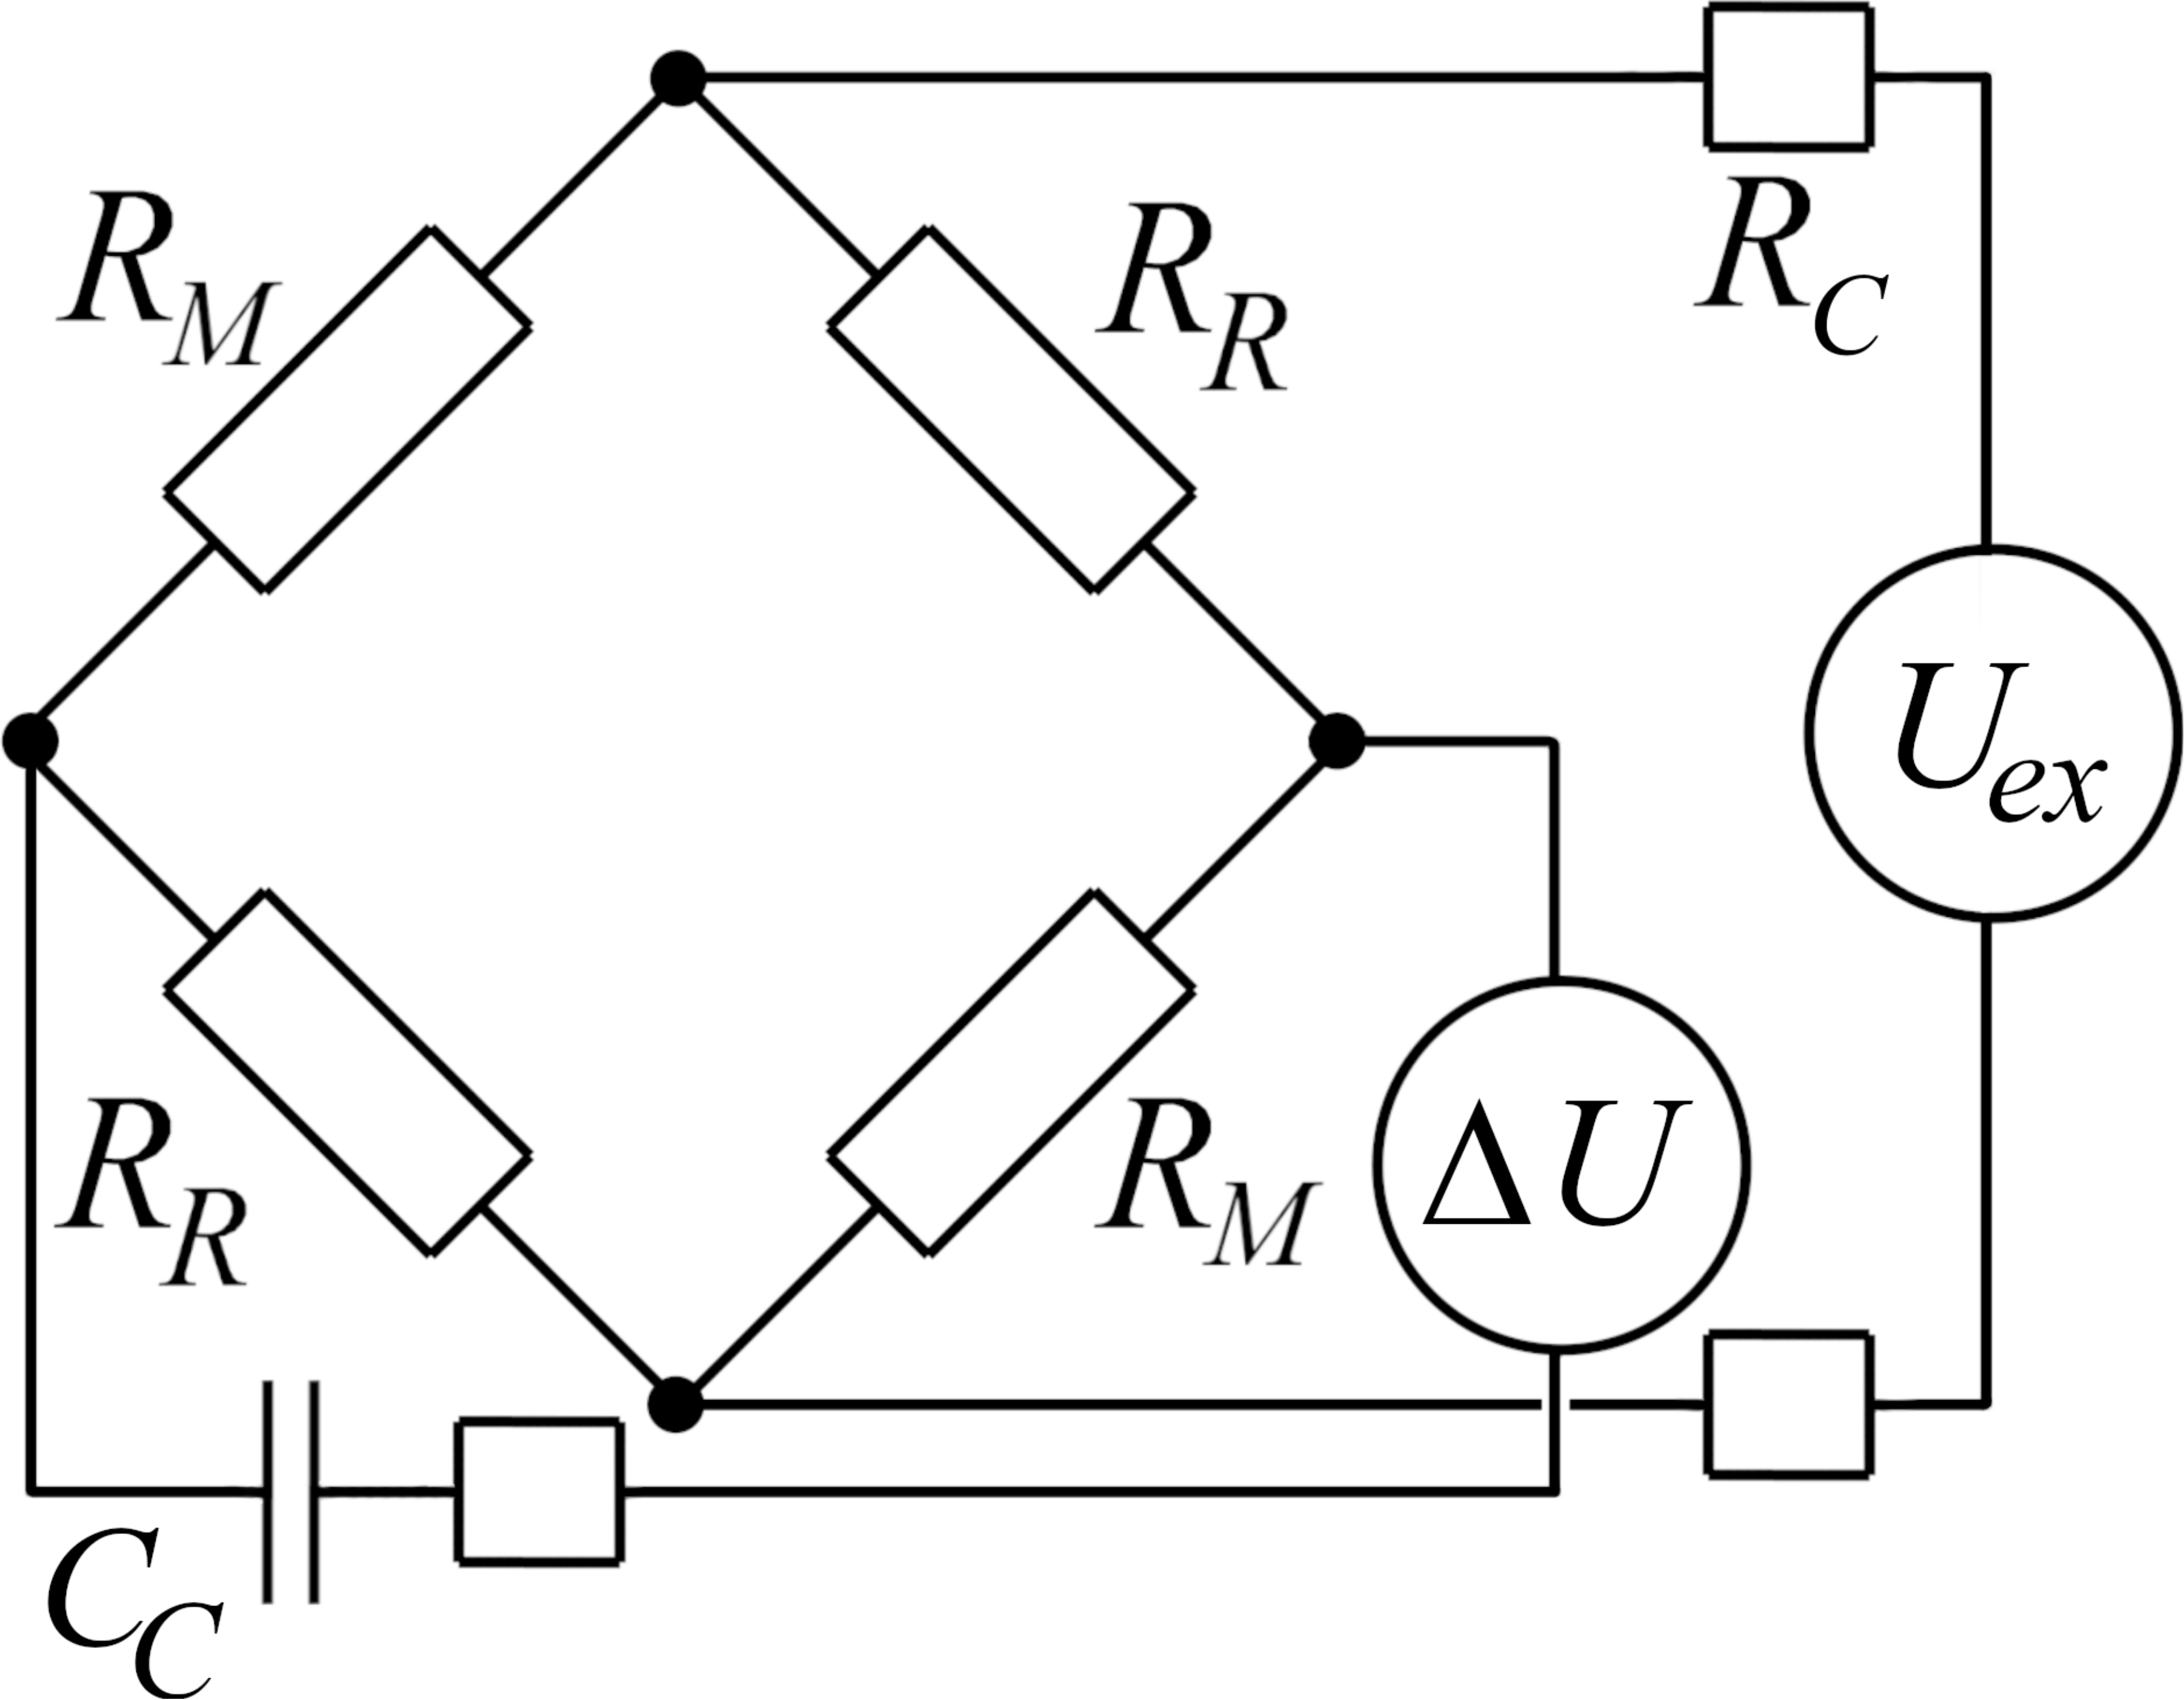 R_M
R_R
R_C
U_ex
R_R
R_M
ΔU
C_C